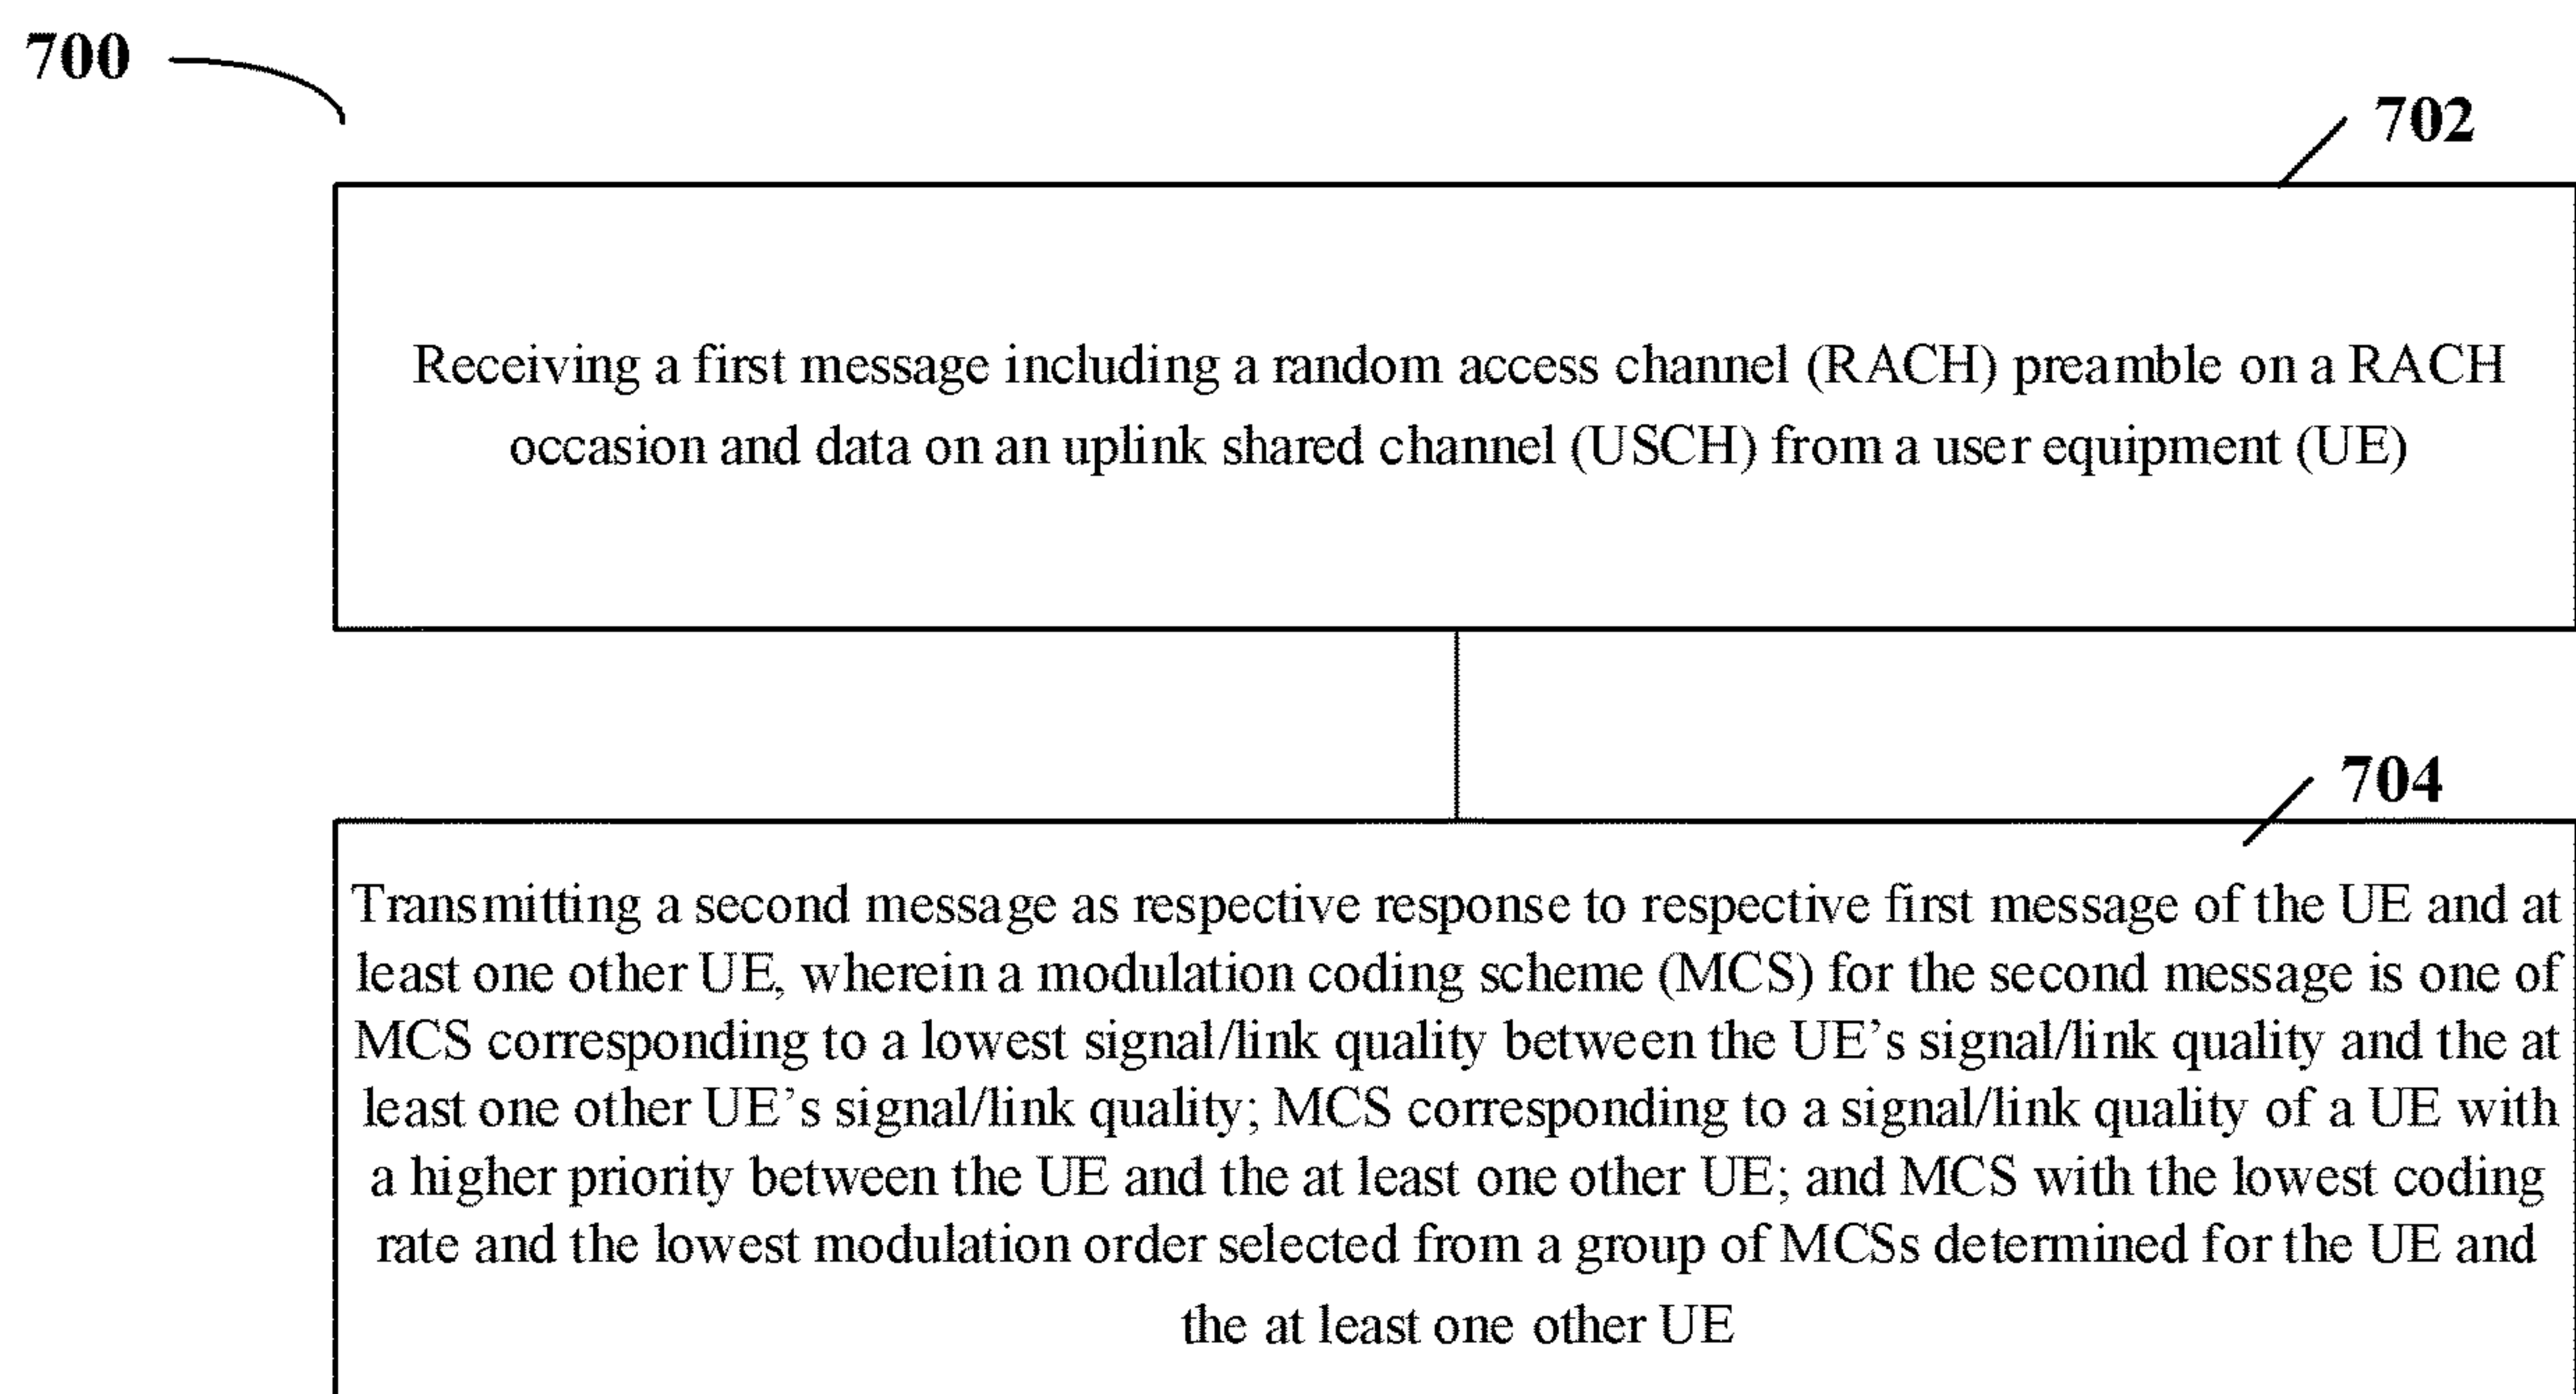 700
702
Receiving a first message including a random access channel (RACH) preamble on a RACH
occasion and data on an uplink shared channel (USCH) from a user equipment (UE)
704
Transmitting a second message as respective response to respective first message of the UE and at
least one other UE, wherein a modulation coding scheme (MCS) for the second message is one of
MCS corresponding to a lowest signal/link quality between the UE’s signal/link quality and the at
least one other UE’s signal/link quality; MCS corresponding to a signal/link quality of a UE with
a higher priority between the UE and the at least one other UE; and MCS with the lowest coding
rate and the lowest modulation order selected from a group of MCSs determined for the UE and
the at least one other UE